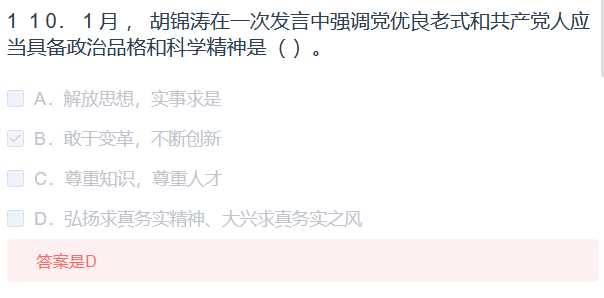 110. 1月， 胡锦涛在一次发言中强调党优良老式和共产党人应
当具备政治品格和科学精神是（）。
A. 解放思想，实事求是
B. 敢于变革，不断创新
C. 尊重知识，尊重人才
D. 弘扬求真务实精神、大兴求真务实之风
答案是D